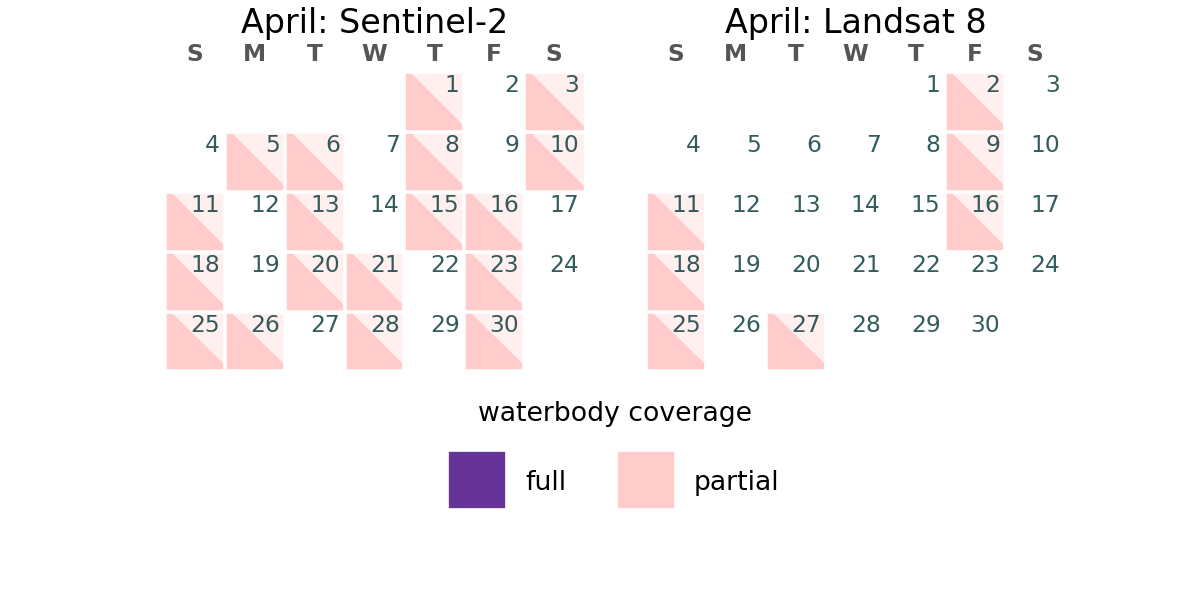 April: Sentinel-2
S M T W T F S
1 2 3
4 5 6 7 8 9 10
11 12 13 14 15 16 17
18 19 20 21 22 23 24
25 26 27 28 29 30
April: Landsat 8
S M T W T F S
1 2 3
4 5 6 7 8 9 10
11 12 13 14 15 16 17
18 19 20 21 22 23 24
25 26 27 28 29 30
waterbody coverage
full partial